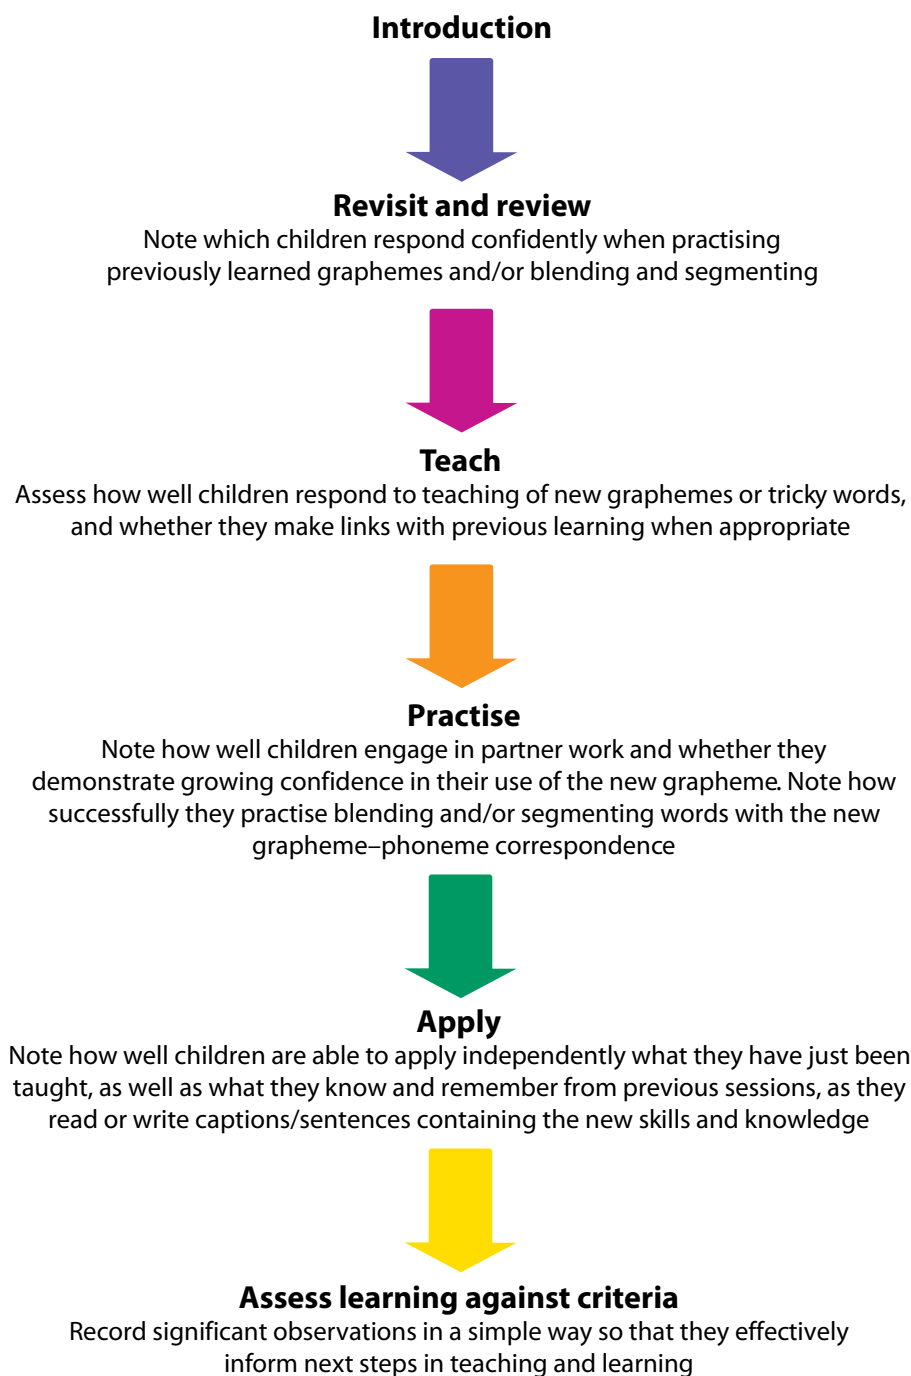 Introduction
Revisit and review
Note which children respond confidently when practising
previously learned graphemes and/or blending and segmenting
Teach
Assess how well children respond to teaching of new graphemes or tricky words,
and whether they make links with previous learning when appropriate
Practise
Note how well children engage in partner work and whether they
demonstrate growing confidence in their use of the new grapheme. Note how
successfully they practise blending and/or segmenting words with the new
grapheme–phoneme correspondence
Apply
Note how well children are able to apply independently what they have just been
taught, as well as what they know and remember from previous sessions, as they
read or write captions/sentences containing the new skills and knowledge
Assess learning against criteria
Record significant observations in a simple way so that they effectively
inform next steps in teaching and learning